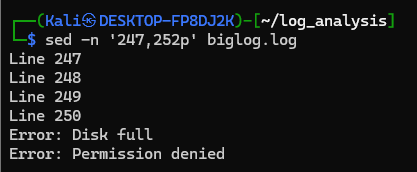 ┌──(Kali㉿DESKTOP-FP8DJ2K)-[~/log_analysis]
└─$ sed -n '247,252p' biglog.log
Line 247
Line 248
Line 249
Line 250
Error: Disk full
Error: Permission denied